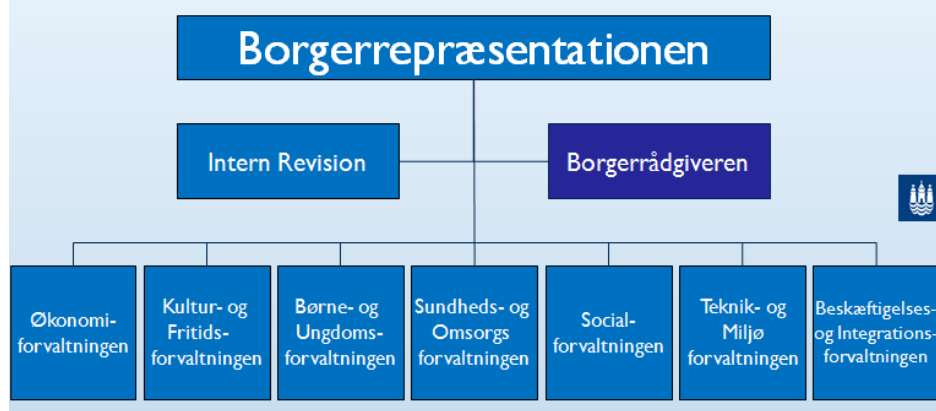 Borgerrepræsentationen
Intern Revision
Borgerrådgiveren
Økonomi-
forvaltningen
Kultur- og
Fritids-
forvaltningen
Børne- og
Ungdoms-
forvaltningen
Sundheds- og
Omsorgs
forvaltningen
Social-
forvaltningen
Teknik- og
Miljø
forvaltningen
Beskæftigelses-
og Integrations-
forvaltningen